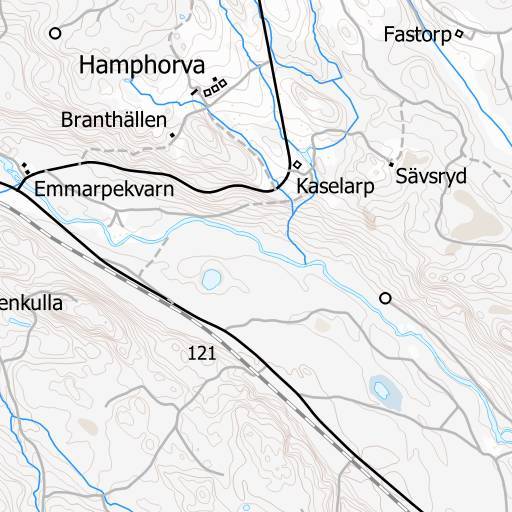 Fastorp
Hamphorva
Branthällen
Sävsryd
Emmarpekvarn
Kaselarp
enkulla
121